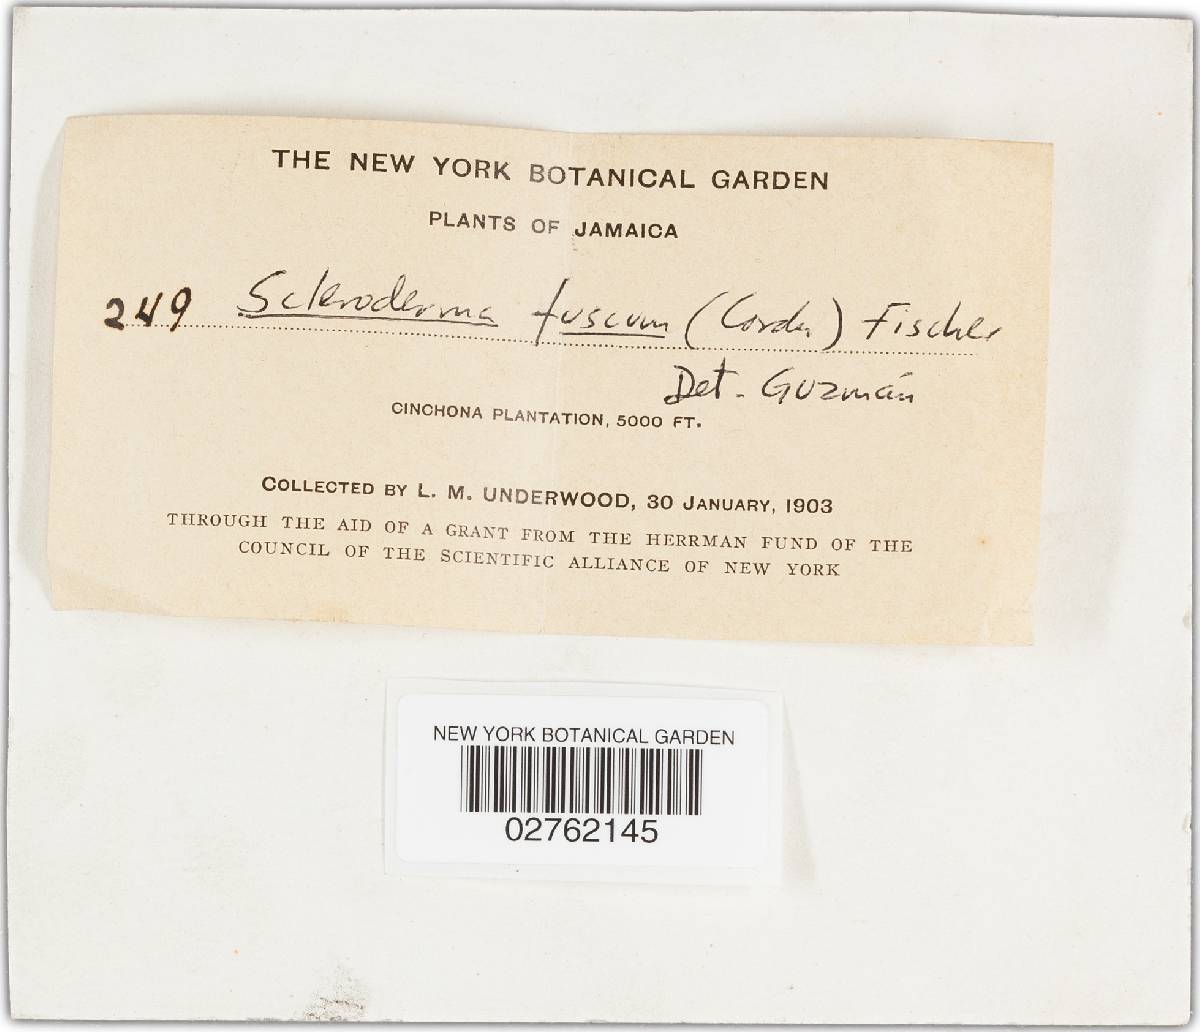 THE NEW YORK BOTANICAL GARDEN
PLANTS OF JAMAICA
249 Scleroderma fuscum (Corda) Fischer
Det. Guzmán
CINCHONA PLANTATION, 5000 FT.
COLLECTED BY L. M. UNDERWOOD, 30 JANUARY, 1903
THROUGH THE AID OF A GRANT FROM THE HERRMAN FUND OF THE
COUNCIL OF THE SCIENTIFIC ALLIANCE OF NEW YORK
NEW YORK BOTANICAL GARDEN
02762145